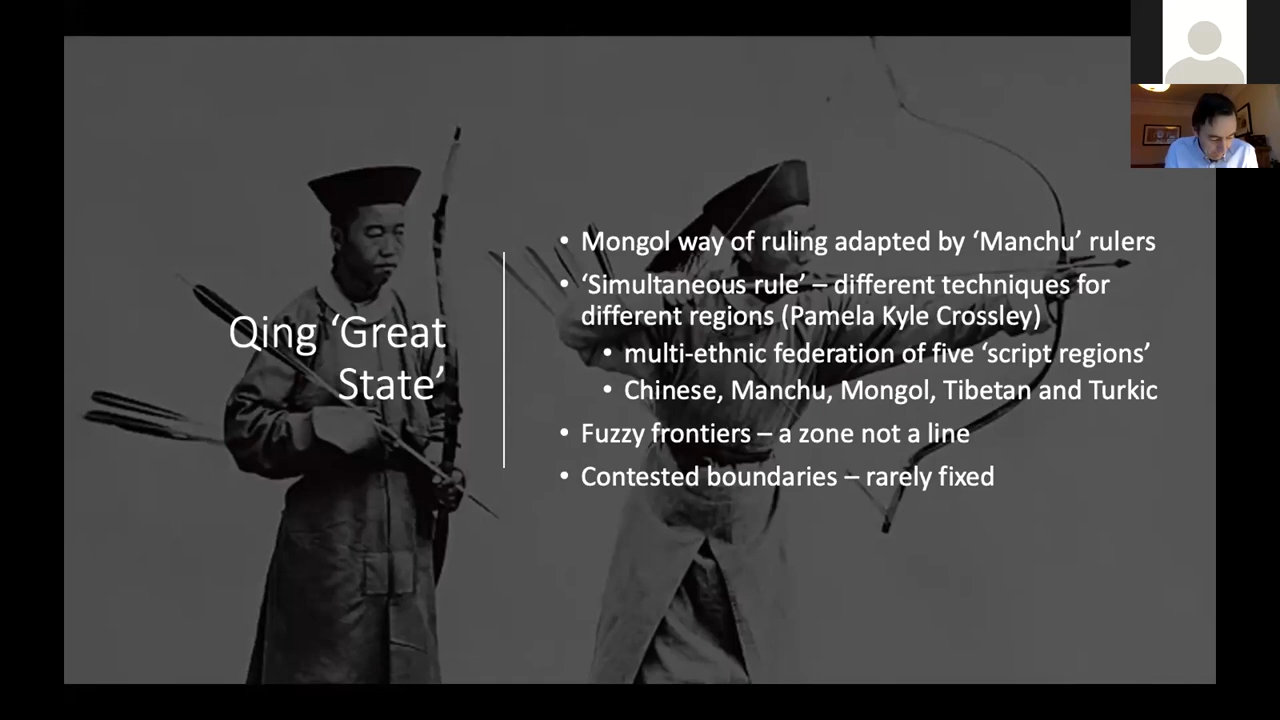 Qing ‘Great
State’
• Mongol way of ruling adapted by ‘Manchu’ rulers
• ‘Simultaneous rule’ – different techniques for
different regions (Pamela Kyle Crossley)
• multi-ethnic federation of five ‘script regions’
• Chinese, Manchu, Mongol, Tibetan and Turkic
• Fuzzy frontiers – a zone not a line
• Contested boundaries – rarely fixed